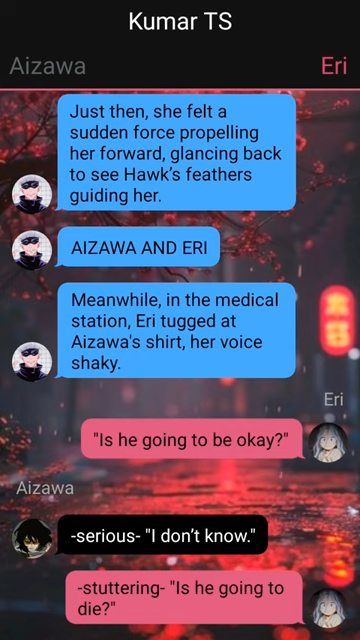 Kumar TS
Aizawa
Eri
Just then, she felt a
sudden force propelling
her forward, glancing back
to see Hawk’s feathers
guiding her.
AIZAWA AND ERI
Meanwhile, in the medical
station, Eri tugged at
Aizawa's shirt, her voice
shaky.
Eri
"Is he going to be okay?"
Aizawa
-serious- "I don’t know."
-stuttering- "Is he going to
die?"